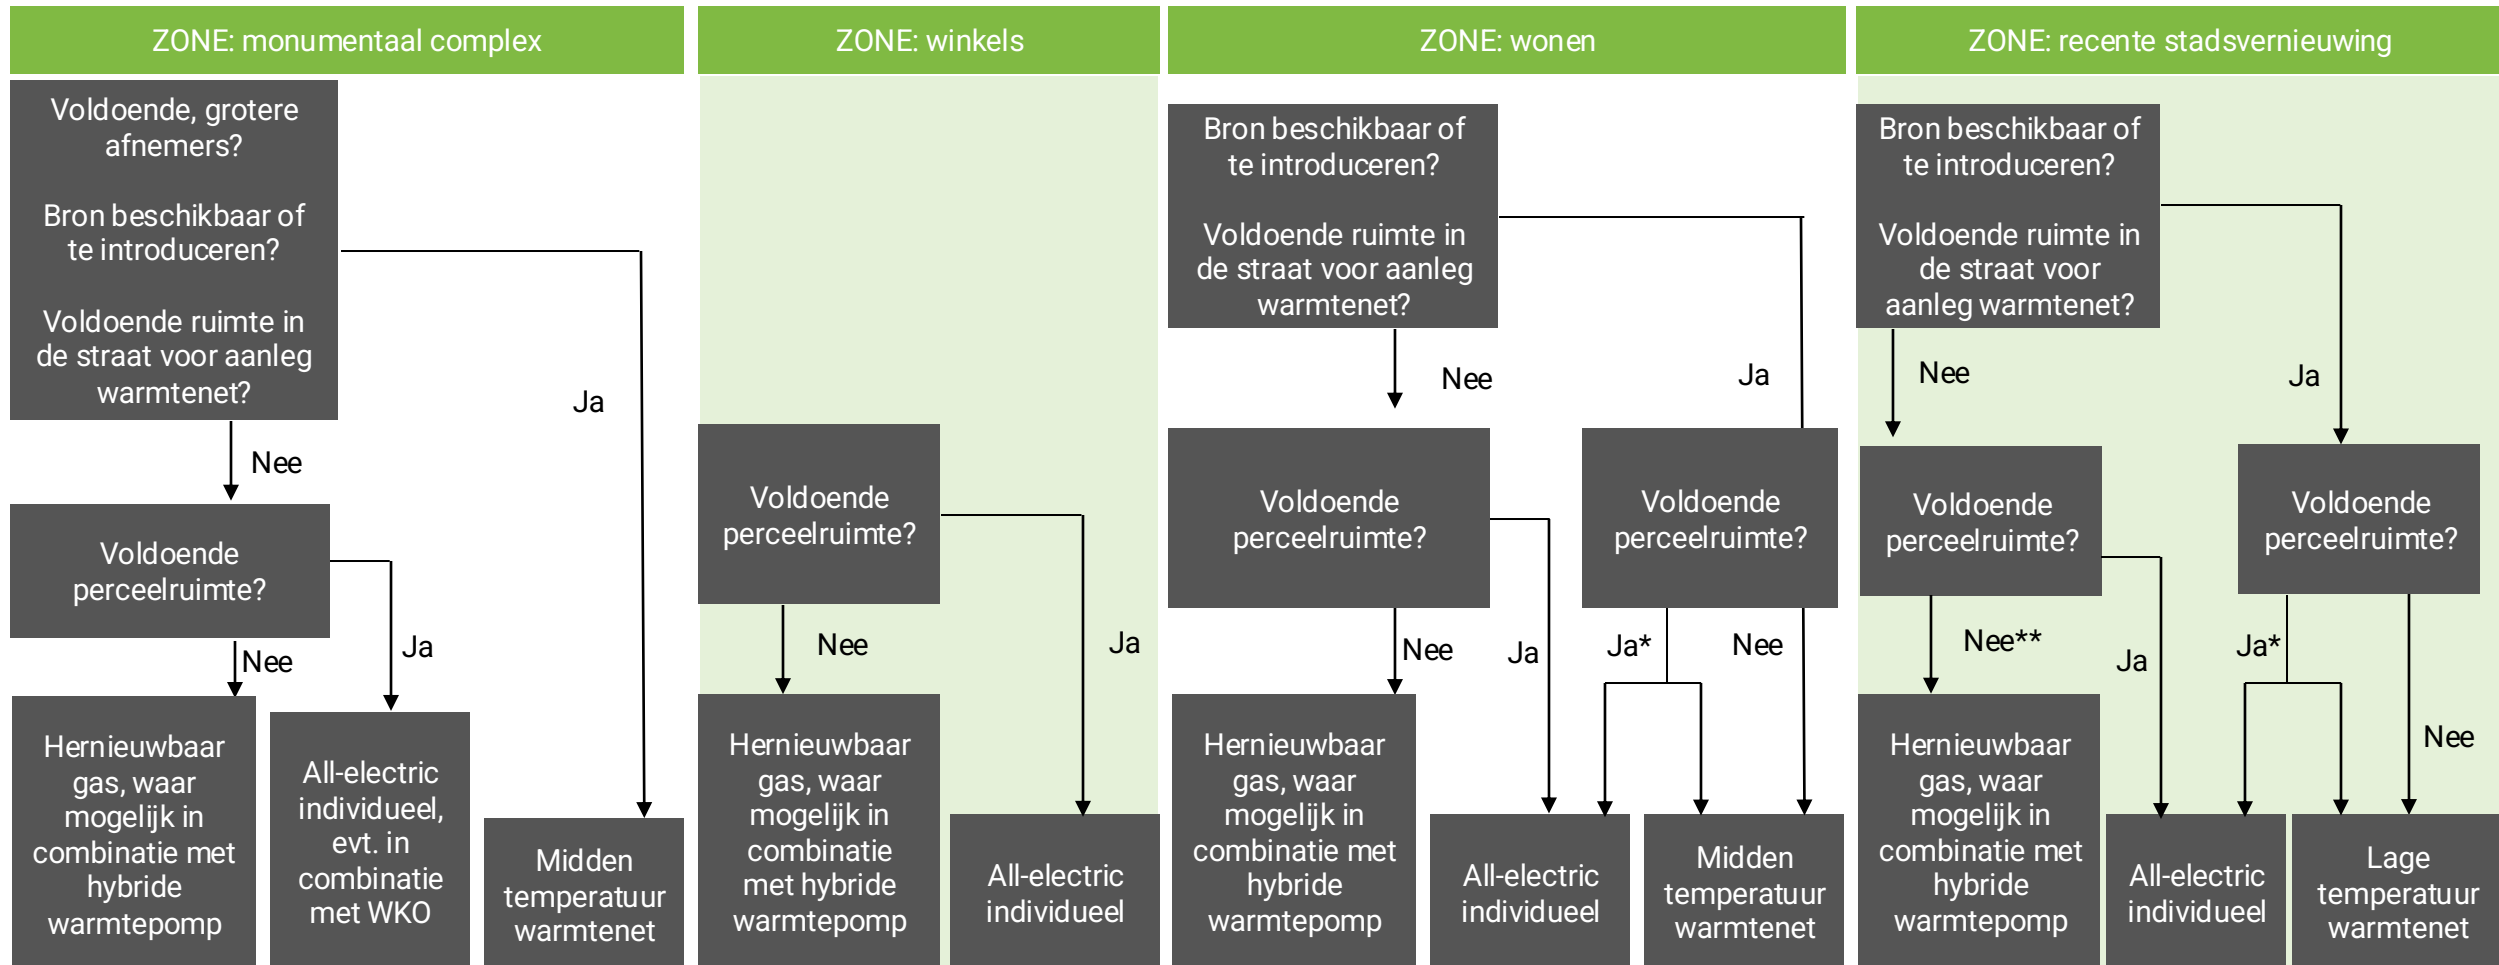 ZONE: monumentaal complex
Voldoende, grotere
afnemers?
Bron beschikbaar of
te introduceren?
Voldoende ruimte in
de straat voor aanleg
warmtenet?
Ja
Nee
Voldoende
perceelruimte?
Ja
Nee
Hernieuwbaar
gas, waar
mogelijk in
combinatie met
hybride
warmtepomp
All-electric
individueel,
evt. in
combinatie
met WKO
Midden
temperatuur
warmtenet
ZONE: winkels
Voldoende
perceelruimte?
Nee
Ja
Hernieuwbaar
gas, waar
mogelijk in
combinatie
met hybride
warmtepomp
All-electric
individueel
ZONE: wonen
Bron beschikbaar of
te introduceren?
Voldoende ruimte in
de straat voor aanleg
warmtenet?
Nee
Ja
Voldoende
perceelruimte?
Voldoende
perceelruimte?
Nee
Ja
Ja*
Nee
Hernieuwbaar
gas, waar
mogelijk in
combinatie met
hybride
warmtepomp
All-electric
individueel
Midden
temperatuur
warmtenet
ZONE: recente stadsvernieuwing
Bron beschikbaar of
te introduceren?
Voldoende ruimte in
de straat voor
aanleg warmtenet?
Nee
Ja
Voldoende
perceelruimte?
Voldoende
perceelruimte?
Nee**
Ja
Ja*
Nee
Hernieuwbaar
gas, waar
mogelijk in
combinatie met
hybride
warmtepomp
All-electric
individueel
Lage
temperatuur
warmtenet